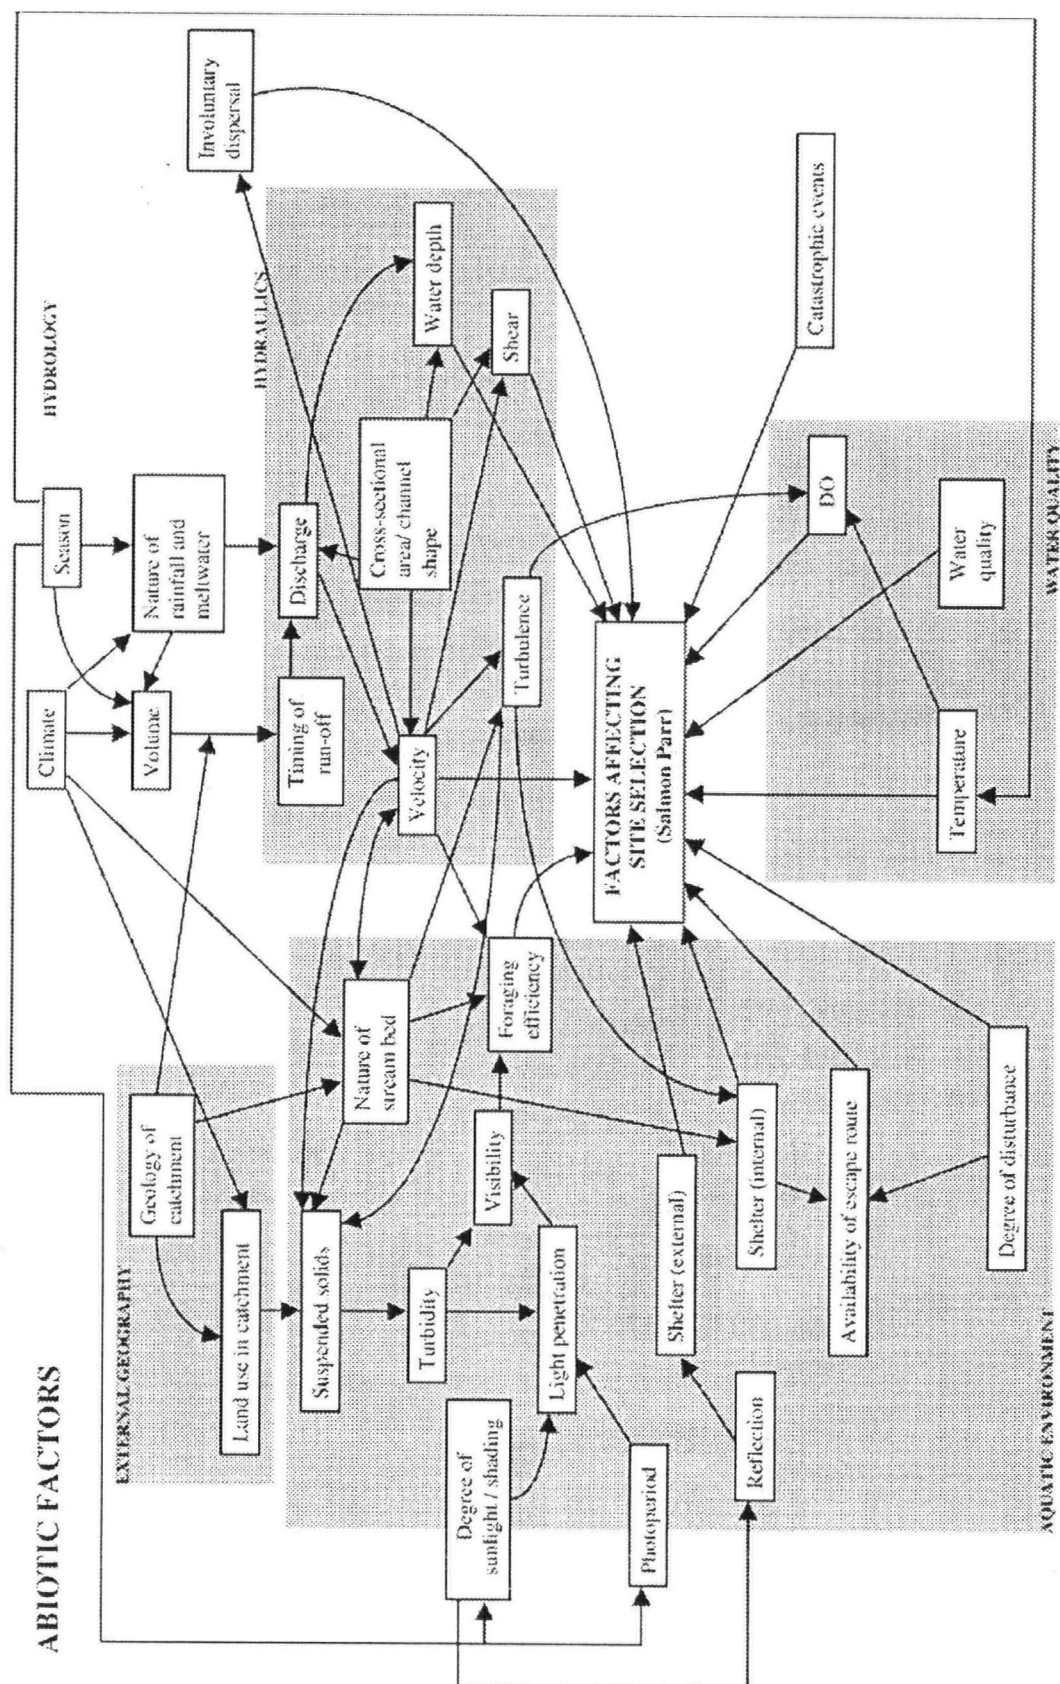 ABIOTIC FACTORS
EXTERNAL GEOGRAPHY
Geology of
catchment
Land use in catchment
HYDROLOGY
Climate
Season
Volume
Nature of
rainfall and
meltwater
Timing of
run-off
Involuntary
dispersal
HYDRAULICS
Discharge
Cross-sectional
area/ channel
shape
Velocity
Water depth
Shear
Turbulence
Suspended solids
Nature of
stream bed
Turbidity
Visibility
Foraging
efficiency
Degree of
sunlight / shading
Light penetration
Photoperiod
Reflection
Shelter (external)
Shelter (internal)
Availability of escape route
Degree of disturbance
AQUATIC ENVIRONMENT
FACTORS AFFECTING
SITE SELECTION
(Salmon Parr)
Catastrophic events
DO
Temperature
Water
quality
WATER QUALITY